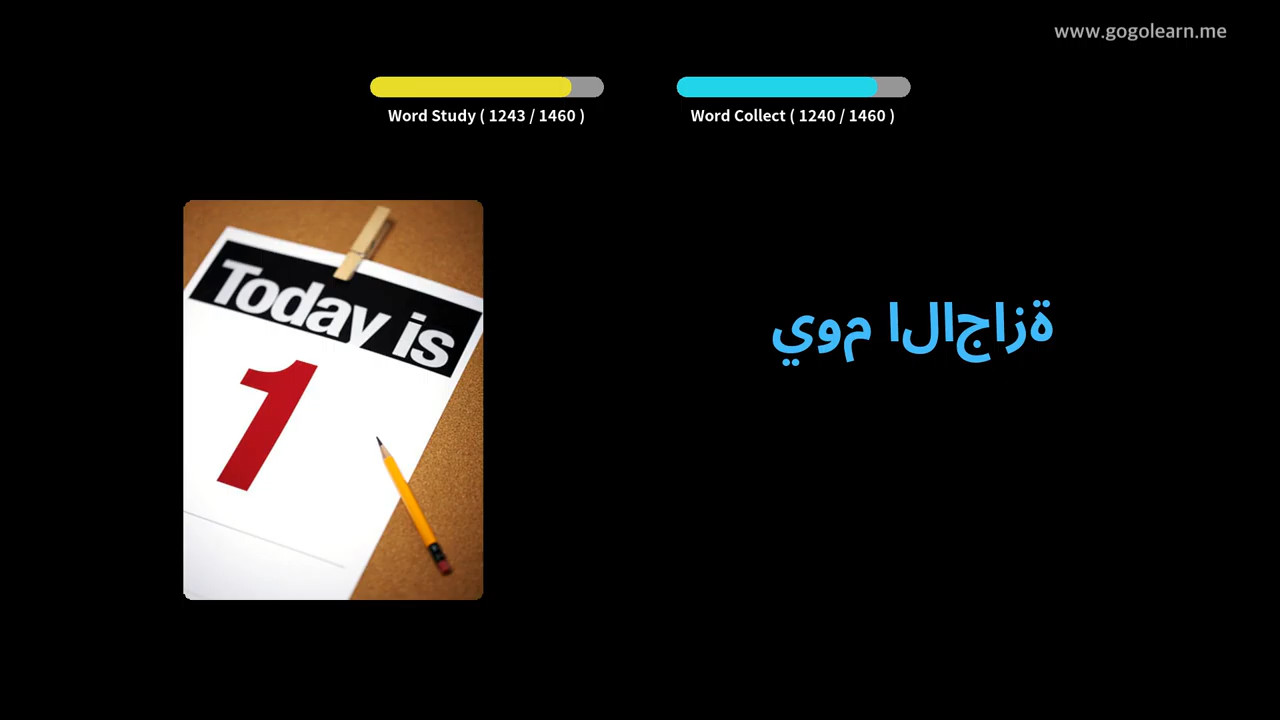 www.gogolearn.me
Word Study ( 1243 / 1460 )
Word Collect ( 1240 / 1460 )
Today is
1
يوم الاجازة